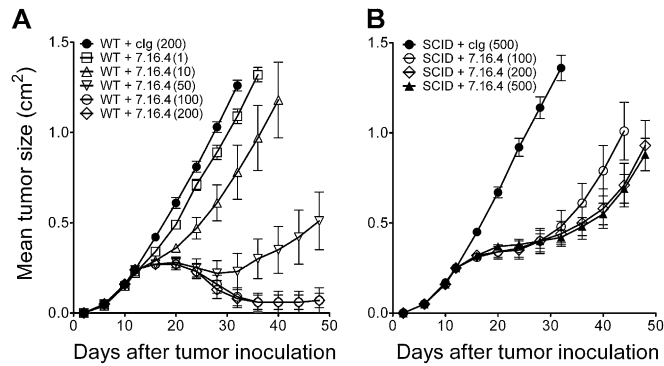 A
WT + cIg (200)
WT + 7.16.4 (1)
WT + 7.16.4 (10)
WT + 7.16.4 (50)
WT + 7.16.4 (100)
WT + 7.16.4 (200)
1.5
1.0
0.5
0.0
Mean tumor size (cm2)
0 10 20 30 40 50
Days after tumor inoculation
B
SCID + cIg (500)
SCID + 7.16.4 (100)
SCID + 7.16.4 (200)
SCID + 7.16.4 (500)
1.5
1.0
0.5
0.0
0 10 20 30 40 50
Days after tumor inoculation